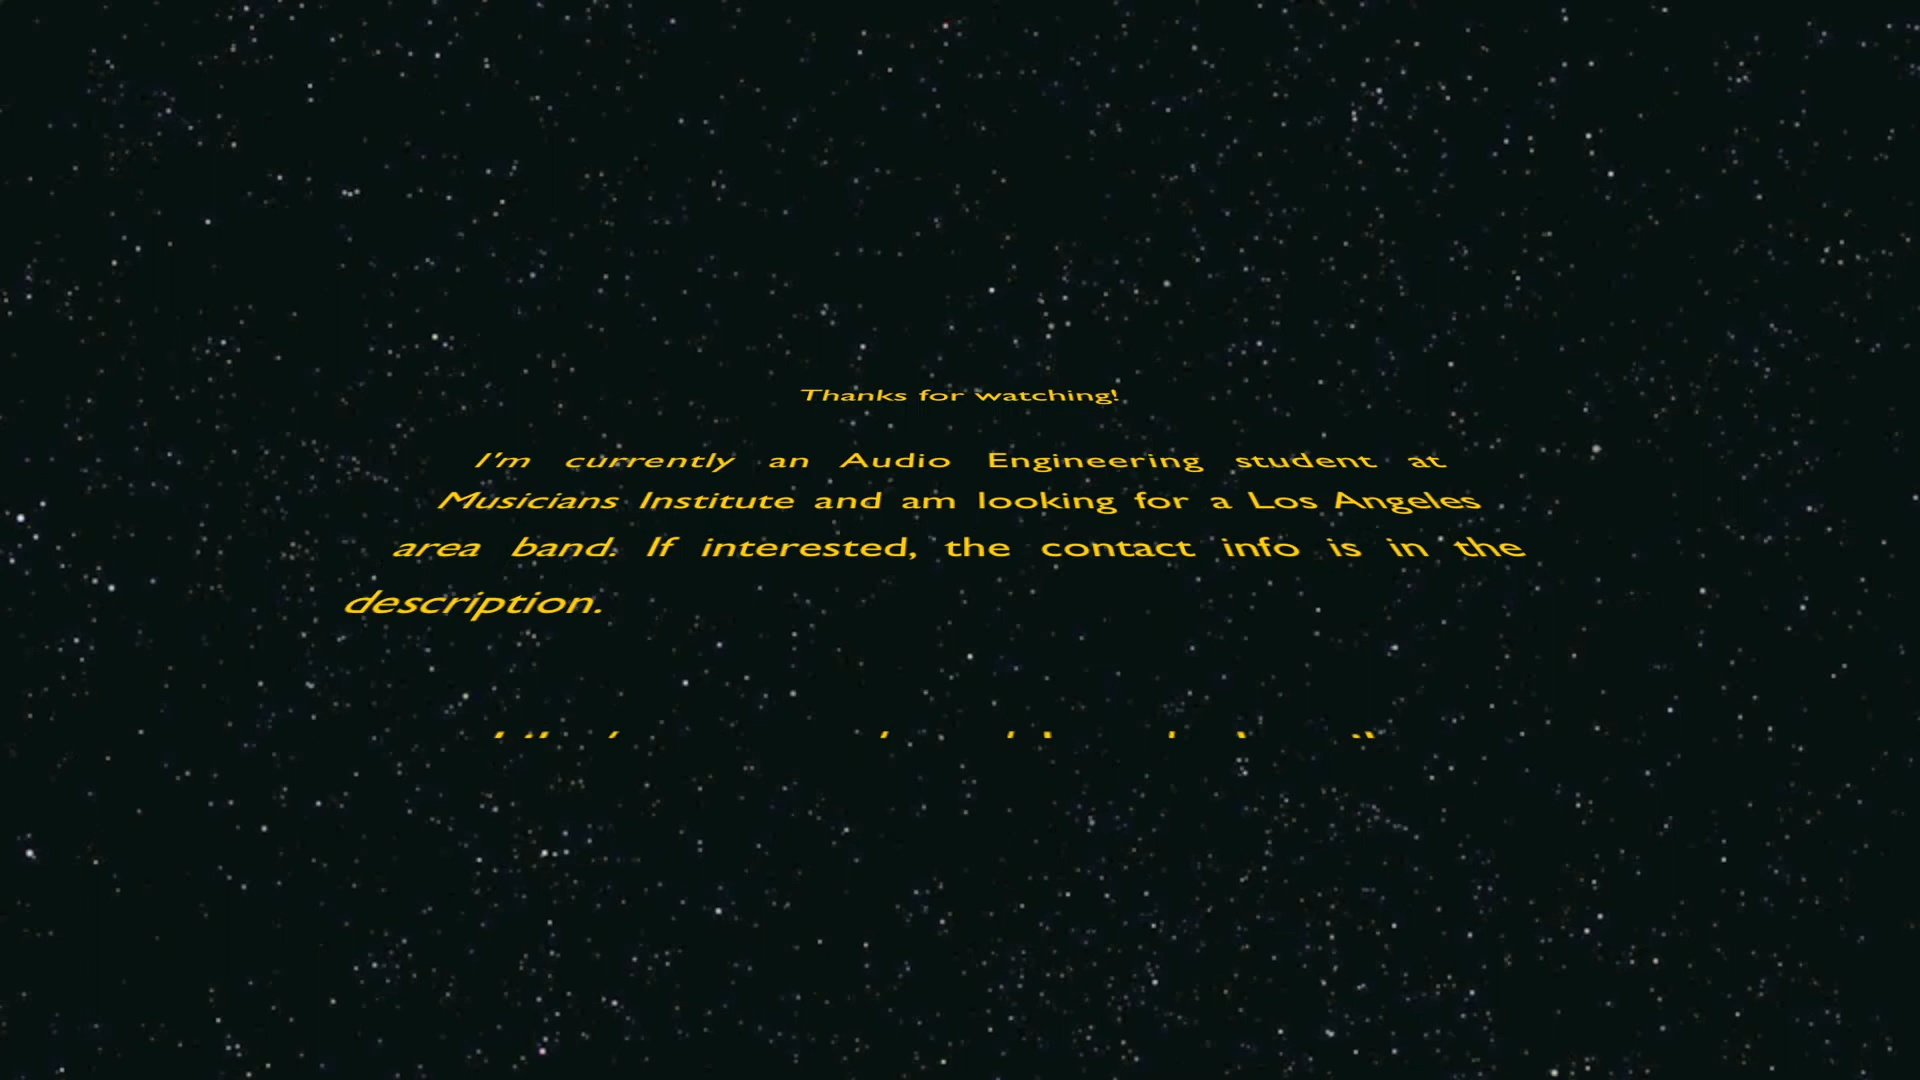 Thanks for watching!
I'm currently an Audio Engineering student at
Musicians Institute and am looking for a Los Angeles
area band. If interested, the contact info is in the
description.